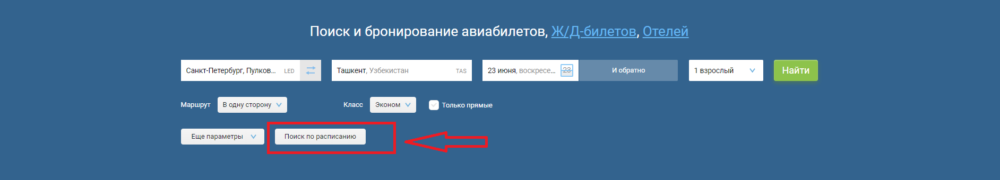 Поиск и бронирование авиабилетов, Ж/Д-билетов, Отелей
Санкт-Петербург, Пулков... LED Ташкент, Узбекистан TAS 23 июня, воскресе... 23 И обратно 1 взрослый Найти
Маршрут В одну сторону Класс Эконом Только прямые
Еще параметры Поиск по расписанию